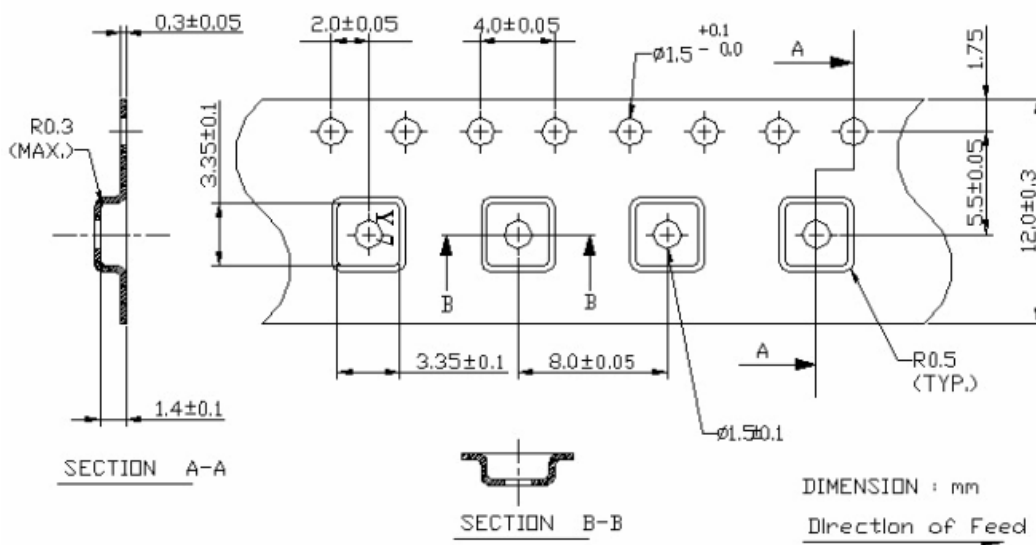 0.3±0.05
2.0±0.05
4.0±0.05
ø1.5 +0.1 - 0.0
A
1.75
R0.3
(MAX.)
3.35±0.1
5.5±0.05
12.0±0.3
Y
B
B
3.35±0.1
8.0±0.05
A
R0.5
(TYP.)
1.4±0.1
ø1.5±0.1
SECTION A-A
SECTION B-B
DIMENSION : mm
Direction of Feed